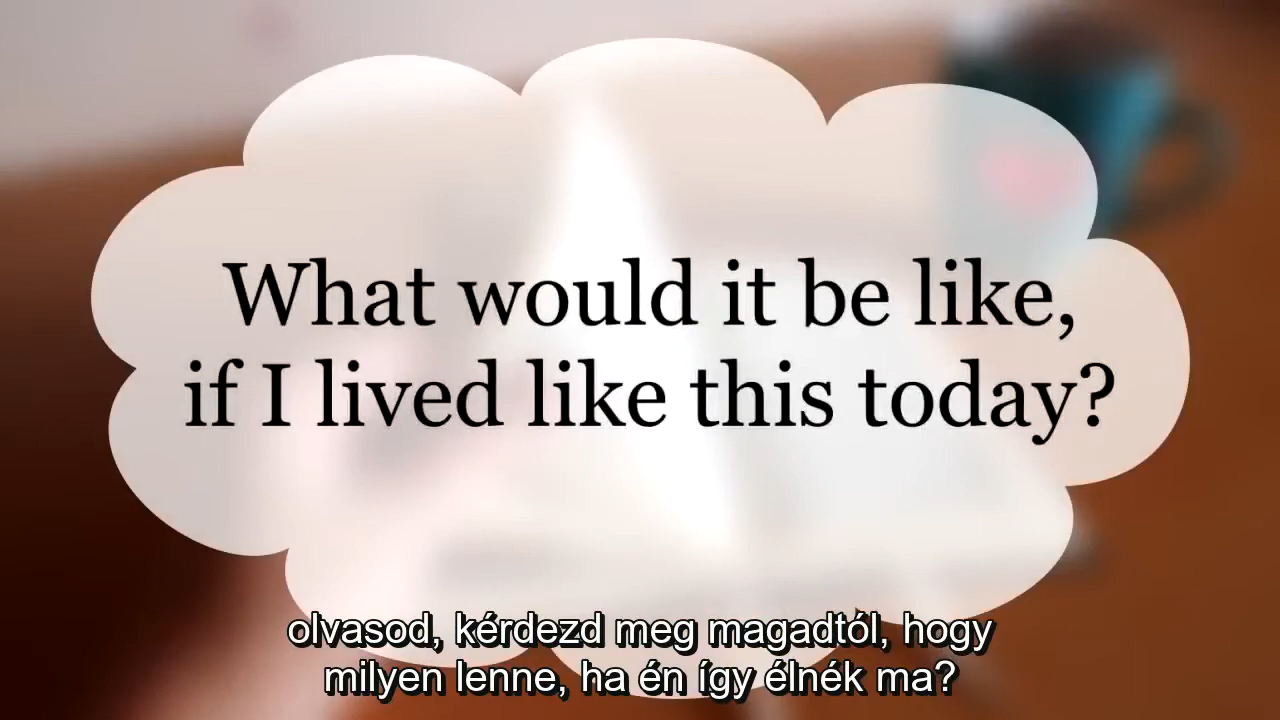 What would it be like,
if I lived like this today?
olvasod, kérdezd meg magadtól, hogy
milyen lenne, ha én így élnék ma?